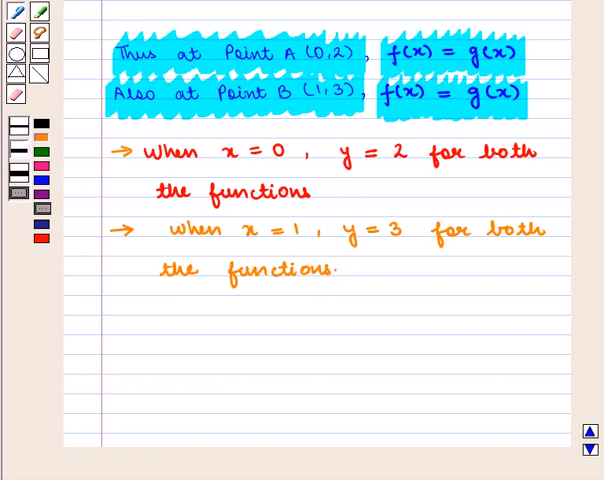 Thus at Point A (0,2), f(x) = g(x)
Also at Point B (1,3), f(x) = g(x)
→ When x = 0, y = 2 for both
the functions
→ when x = 1, y = 3 for both
the functions.